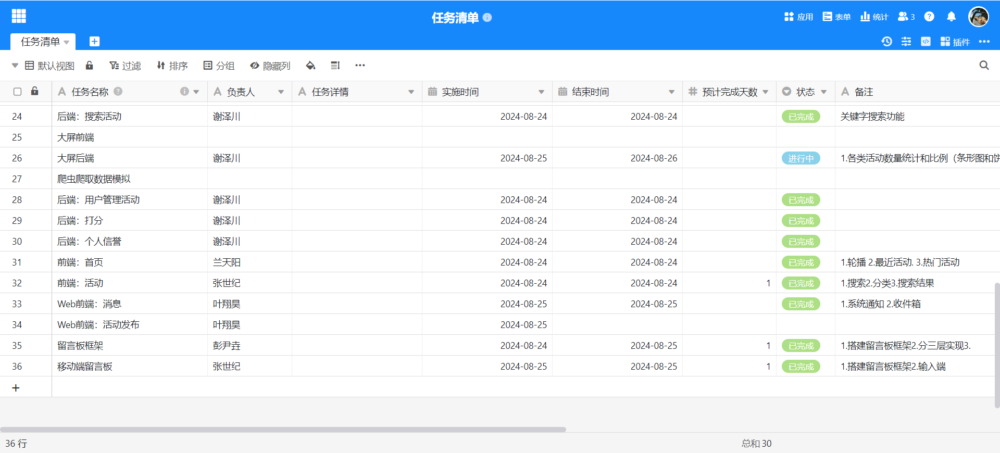 任务清单
应用 表单 统计 3
任务清单
插件
默认视图 过滤 排序 分组 隐藏列
任务名称 负责人 任务详情 实施时间 结束时间 预计完成天数 状态 备注
24 后端：搜索活动 谢泽川 2024-08-24 2024-08-24 已完成 关键字搜索功能
25 大屏前端
26 大屏后端 谢泽川 2024-08-25 2024-08-26 进行中 1.各类活动数量统计和比例（条形图和饼
27 爬虫爬取数据模拟
28 后端：用户管理活动 谢泽川 2024-08-24 2024-08-24 已完成
29 后端：打分 谢泽川 2024-08-24 2024-08-24 已完成
30 后端：个人信誉 谢泽川 2024-08-24 2024-08-24 已完成
31 前端：首页 兰天阳 2024-08-24 2024-08-24 已完成 1.轮播 2.最近活动. 3.热门活动
32 前端：活动 张世纪 2024-08-24 2024-08-24 1 已完成 1.搜索2.分类3.搜索结果
33 Web前端：消息 叶翔昊 2024-08-25 2024-08-25 已完成 1.系统通知 2.收件箱
34 Web前端：活动发布 叶翔昊 2024-08-25
35 留言板框架 彭尹垚 2024-08-24 2024-08-25 1 已完成 1.搭建留言板框架2.分三层实现3.
36 移动端留言板 张世纪 2024-08-25 2024-08-25 1 已完成 1.搭建留言板框架2.输入端
36 行 总和 30